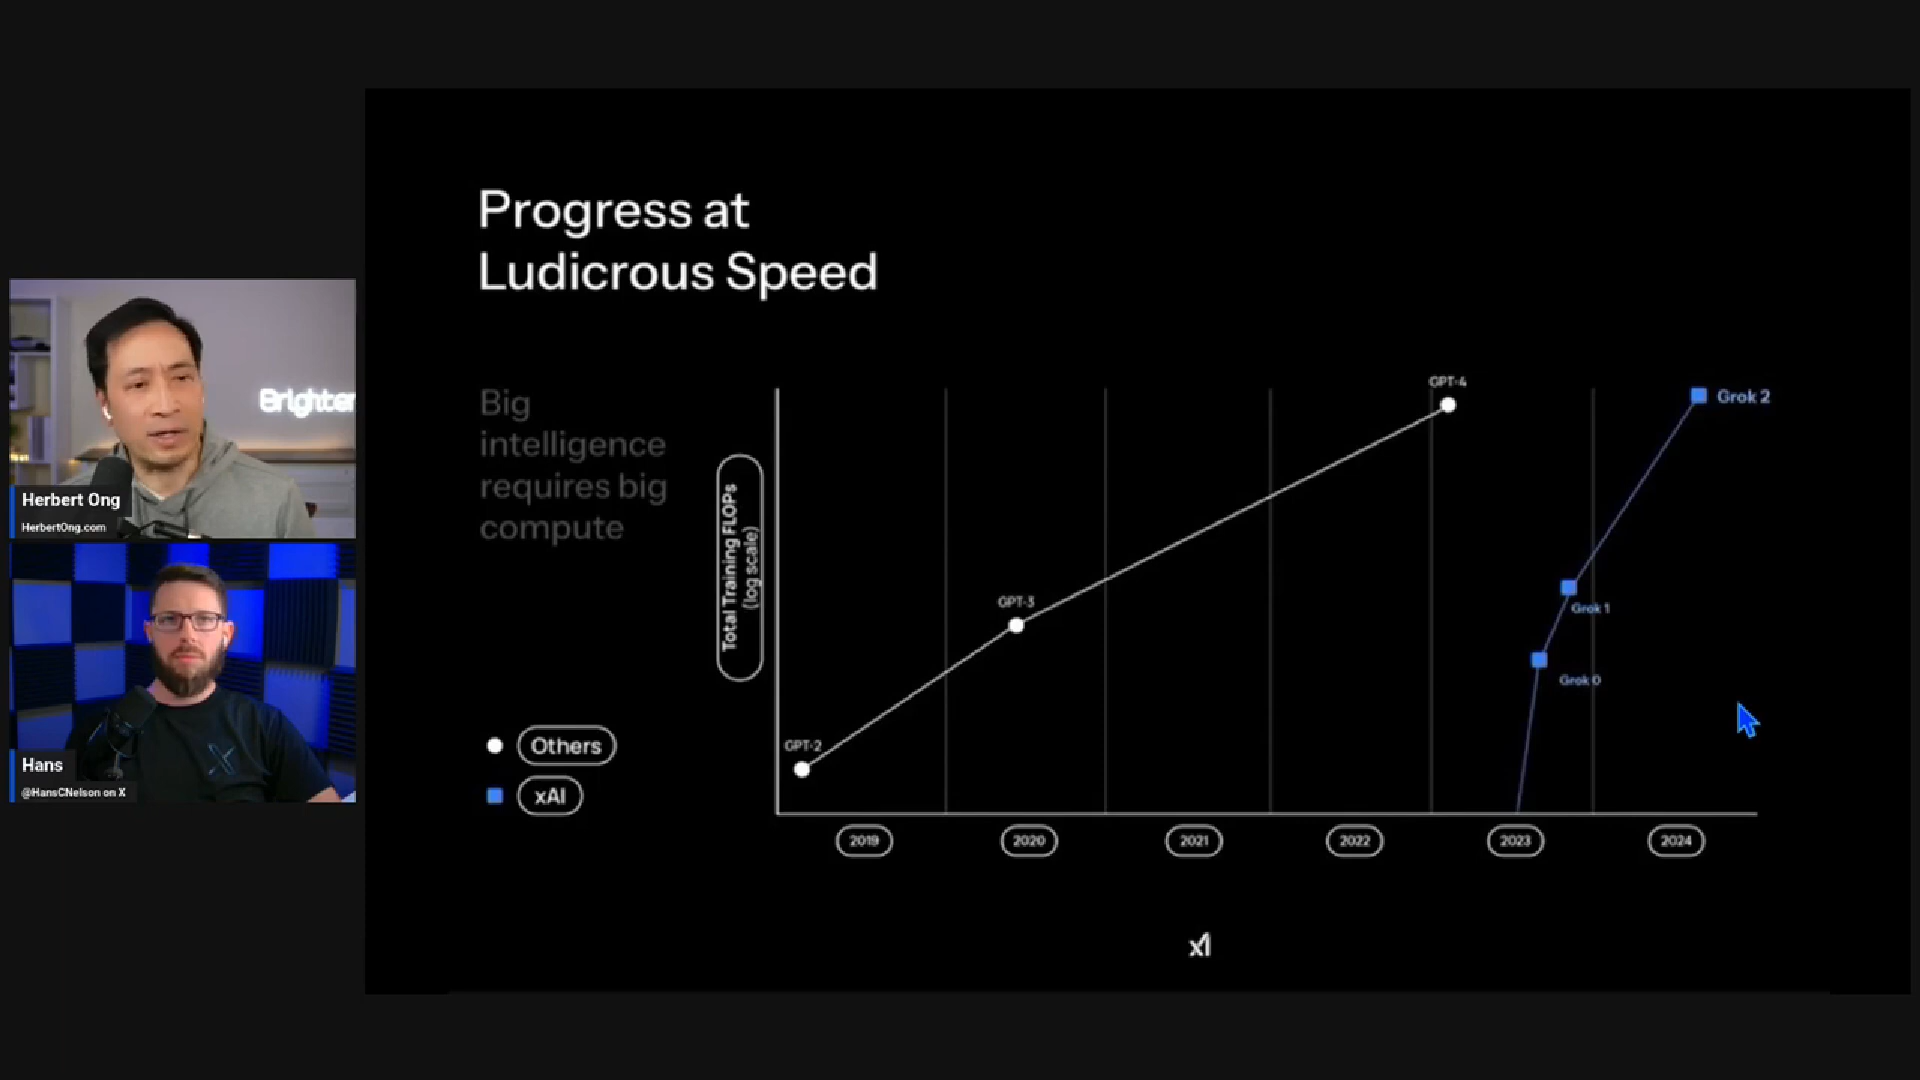 Progress at
Ludicrous Speed
Big
intelligence
requires big
compute
Others
xAI
Total Training FLOPs
(log scale)
GPT-2
GPT-3
GPT-4
Grok 0
Grok 1
Grok 2
2019
2020
2021
2022
2023
2024
xAI
Brighter
Herbert Ong
HerbertOng.com
Hans
@HansCNelson on X